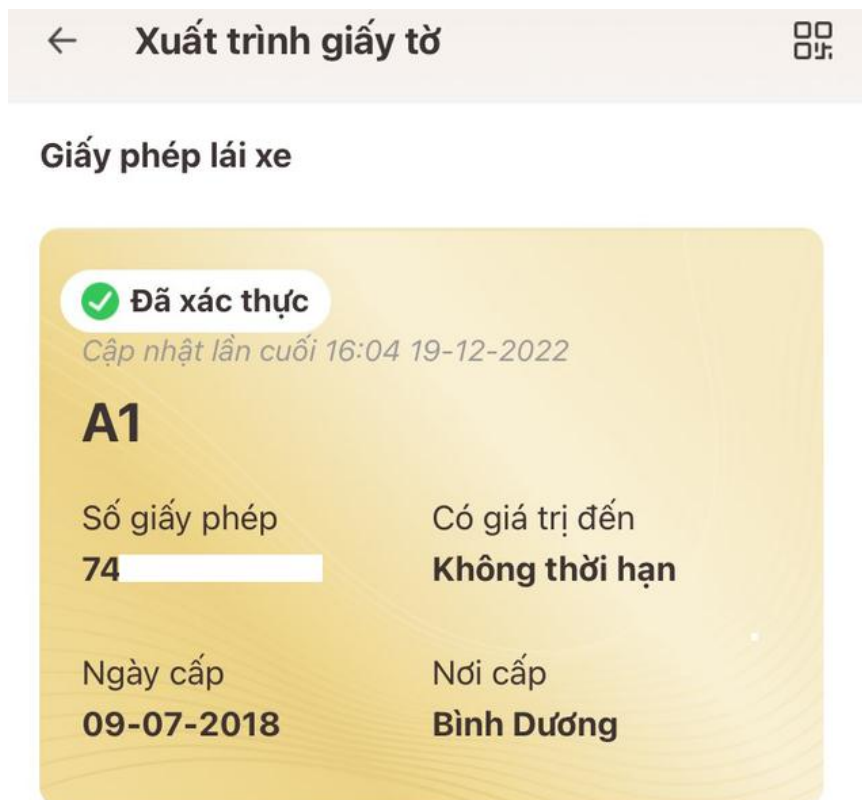 Xuất trình giấy tờ
Giấy phép lái xe
Đã xác thực
Cập nhật lần cuối 16:04 19-12-2022
A1
Số giấy phép
Có giá trị đến
74
Không thời hạn
Ngày cấp
Nơi cấp
09-07-2018
Bình Dương